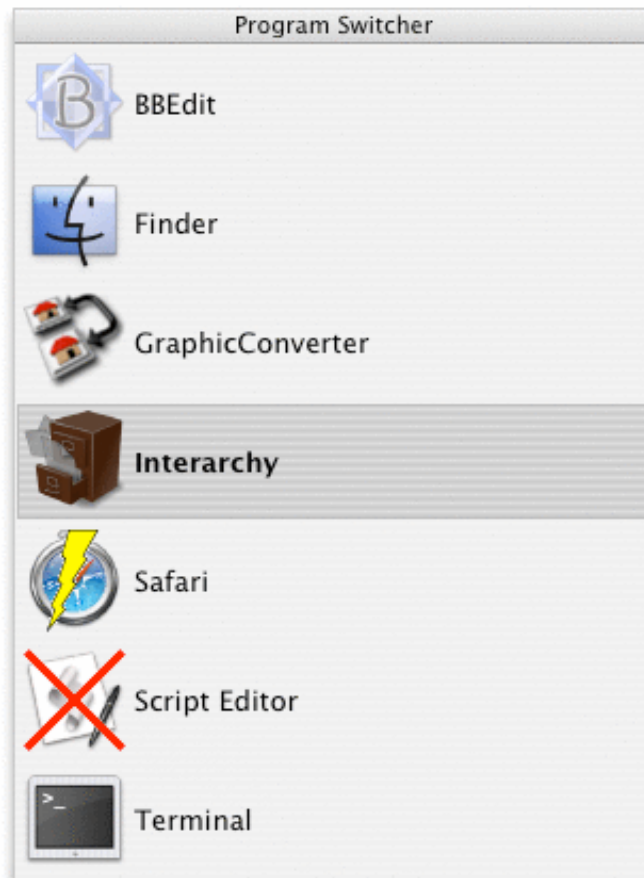 Program Switcher
BBEdit
Finder
GraphicConverter
Interarchy
Safari
Script Editor
Terminal